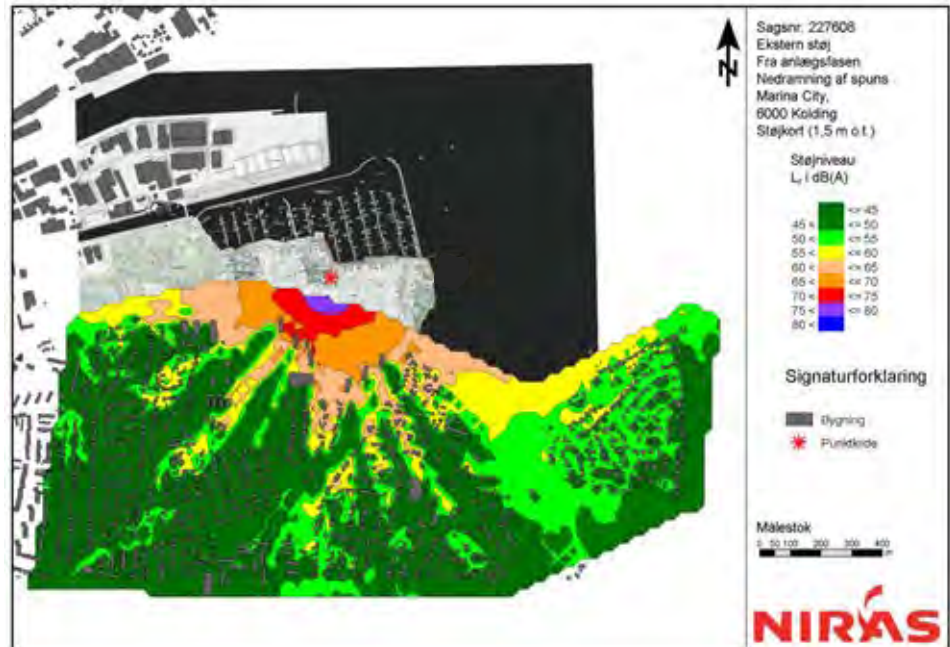 N
Sagsnr. 227608
Ekstern støj
Fra anlægsfasen
Nedramning af spuns
Marina City,
6000 Kolding
Støjkort (1,5 m o.t.)
Støjniveau
Lr i dB(A)
<= 45
45 < <= 50
50 < <= 55
55 < <= 60
60 < <= 65
65 < <= 70
70 < <= 75
75 < <= 80
80 <
Signaturforklaring
Bygning
Punktkilde
Målestok
0 50 100 200 300 400
m
NIRAS